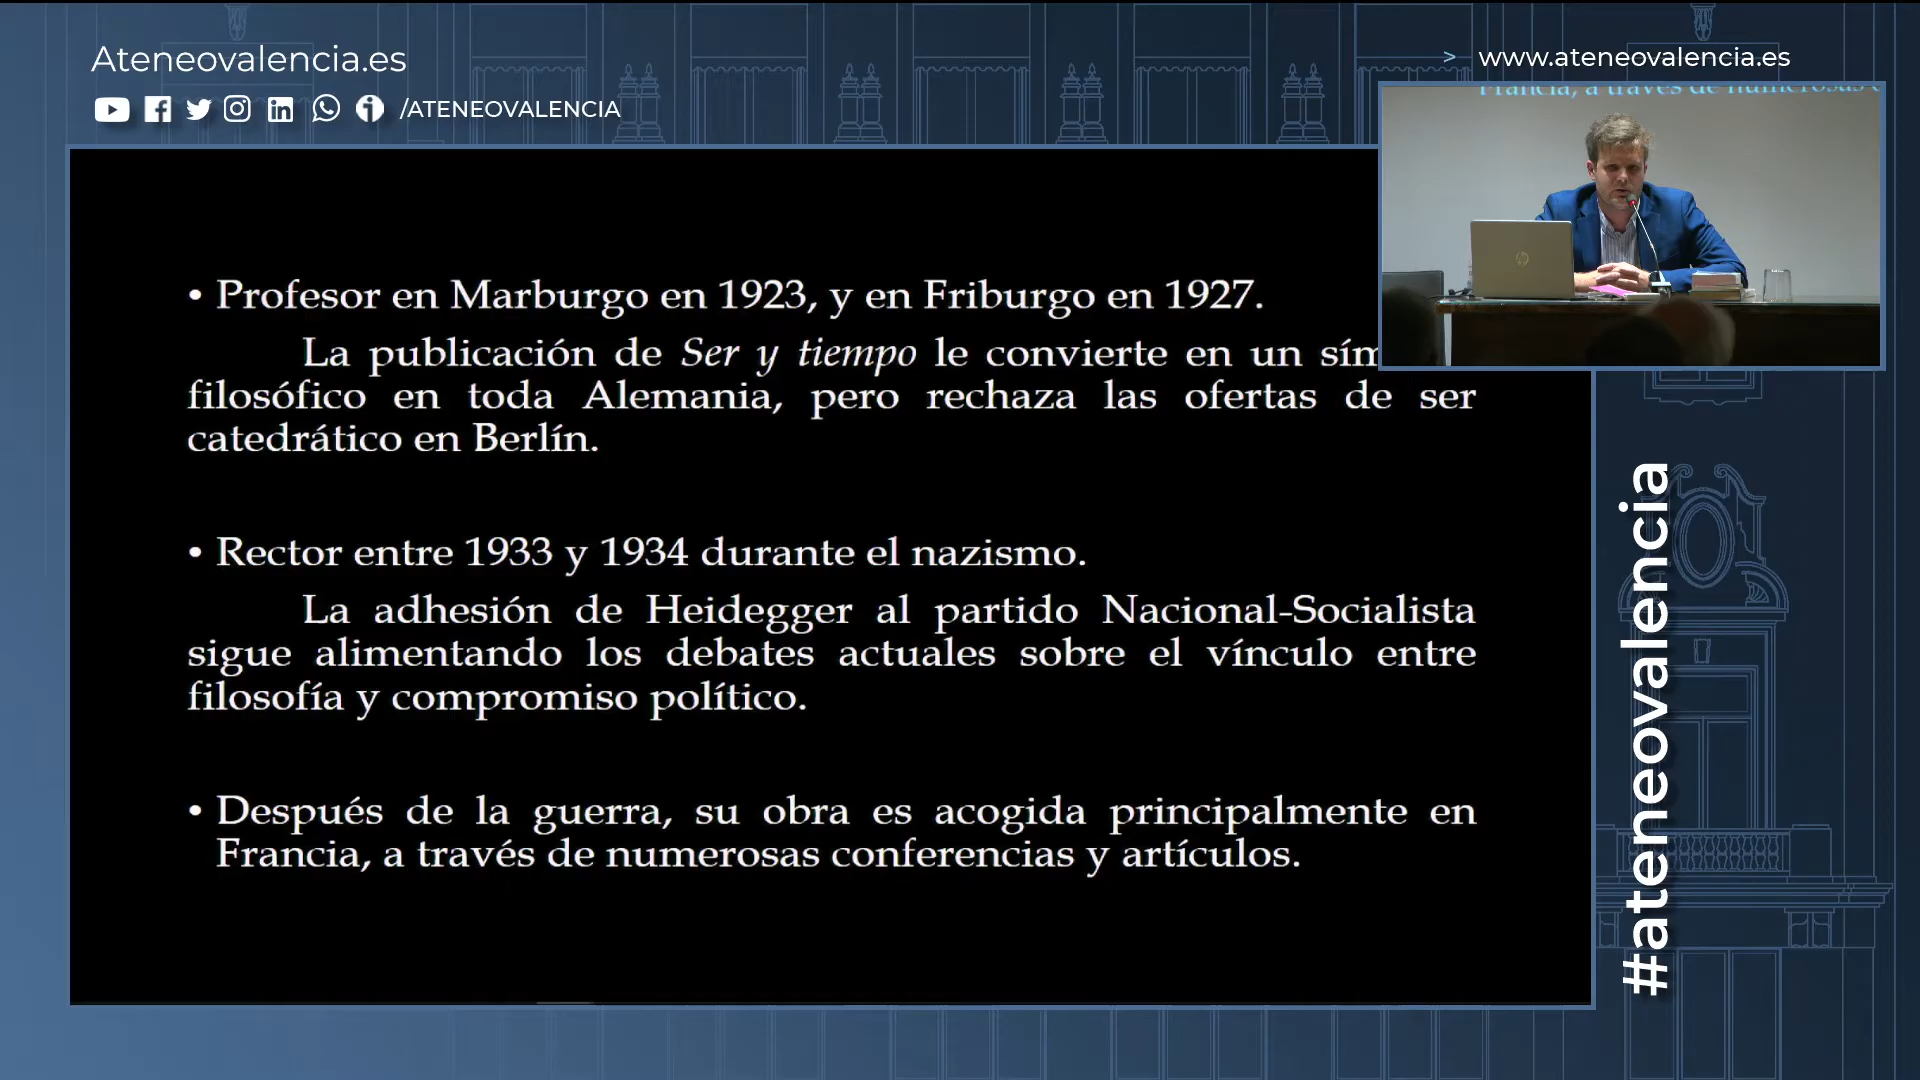 Ateneovalencia.es
/ATENEOVALENCIA
> www.ateneovalencia.es
Francia, a través de numerosas
• Profesor en Marburgo en 1923, y en Friburgo en 1927.
La publicación de Ser y tiempo le convierte en un
filosófico en toda Alemania, pero rechaza las ofertas de ser
catedrático en Berlín.
• Rector entre 1933 y 1934 durante el nazismo.
La adhesión de Heidegger al partido Nacional-Socialista
sigue alimentando los debates actuales sobre el vínculo entre
filosofía y compromiso político.
• Después de la guerra, su obra es acogida principalmente en
Francia, a través de numerosas conferencias y artículos.
#ateneovalencia